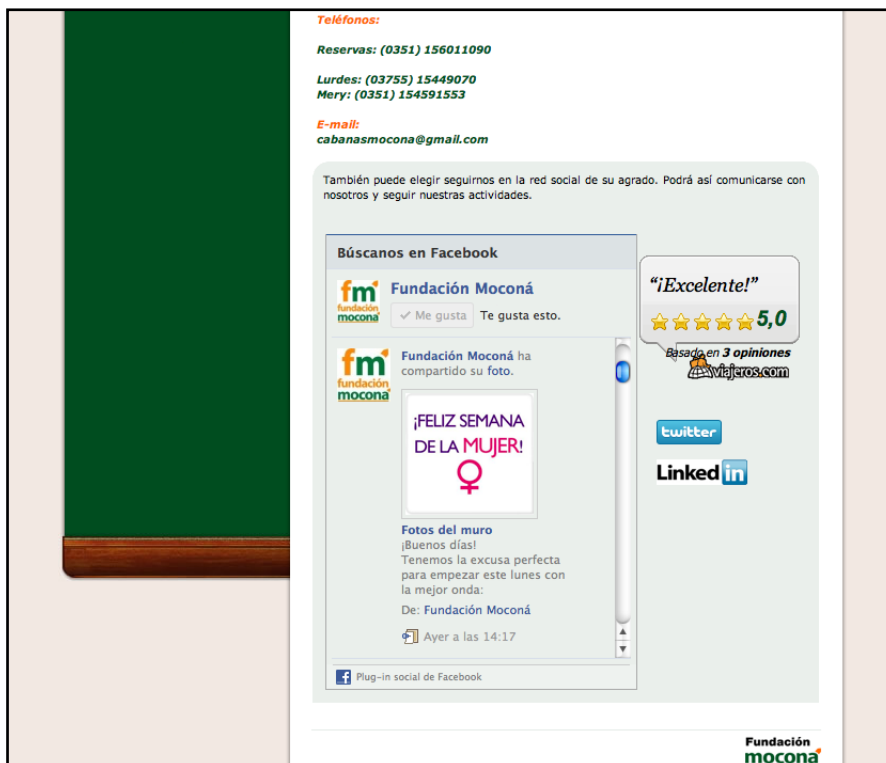 Teléfonos:
Reservas: (0351) 156011090
Lurdes: (03755) 15449070
Mery: (0351) 154591553
E-mail:
cabanasmocona@gmail.com
También puede elegir seguirnos en la red social de su agrado. Podrá así comunicarse con
nosotros y seguir nuestras actividades.
Búscanos en Facebook
fm
fundación
mocona
Fundación Moconá
Me gusta
Te gusta esto.
fm
fundación
mocona
Fundación Moconá ha
compartido su foto.
¡FELIZ SEMANA
DE LA MUJER!
Fotos del muro
¡Buenos días!
Tenemos la excusa perfecta
para empezar este lunes con
la mejor onda:
De: Fundación Moconá
Ayer a las 14:17
f Plug-in social de Facebook
“¡Excelente!”
5,0
Basado en 3 opiniones
viajeros.com
twitter
Linked in
Fundación
mocona